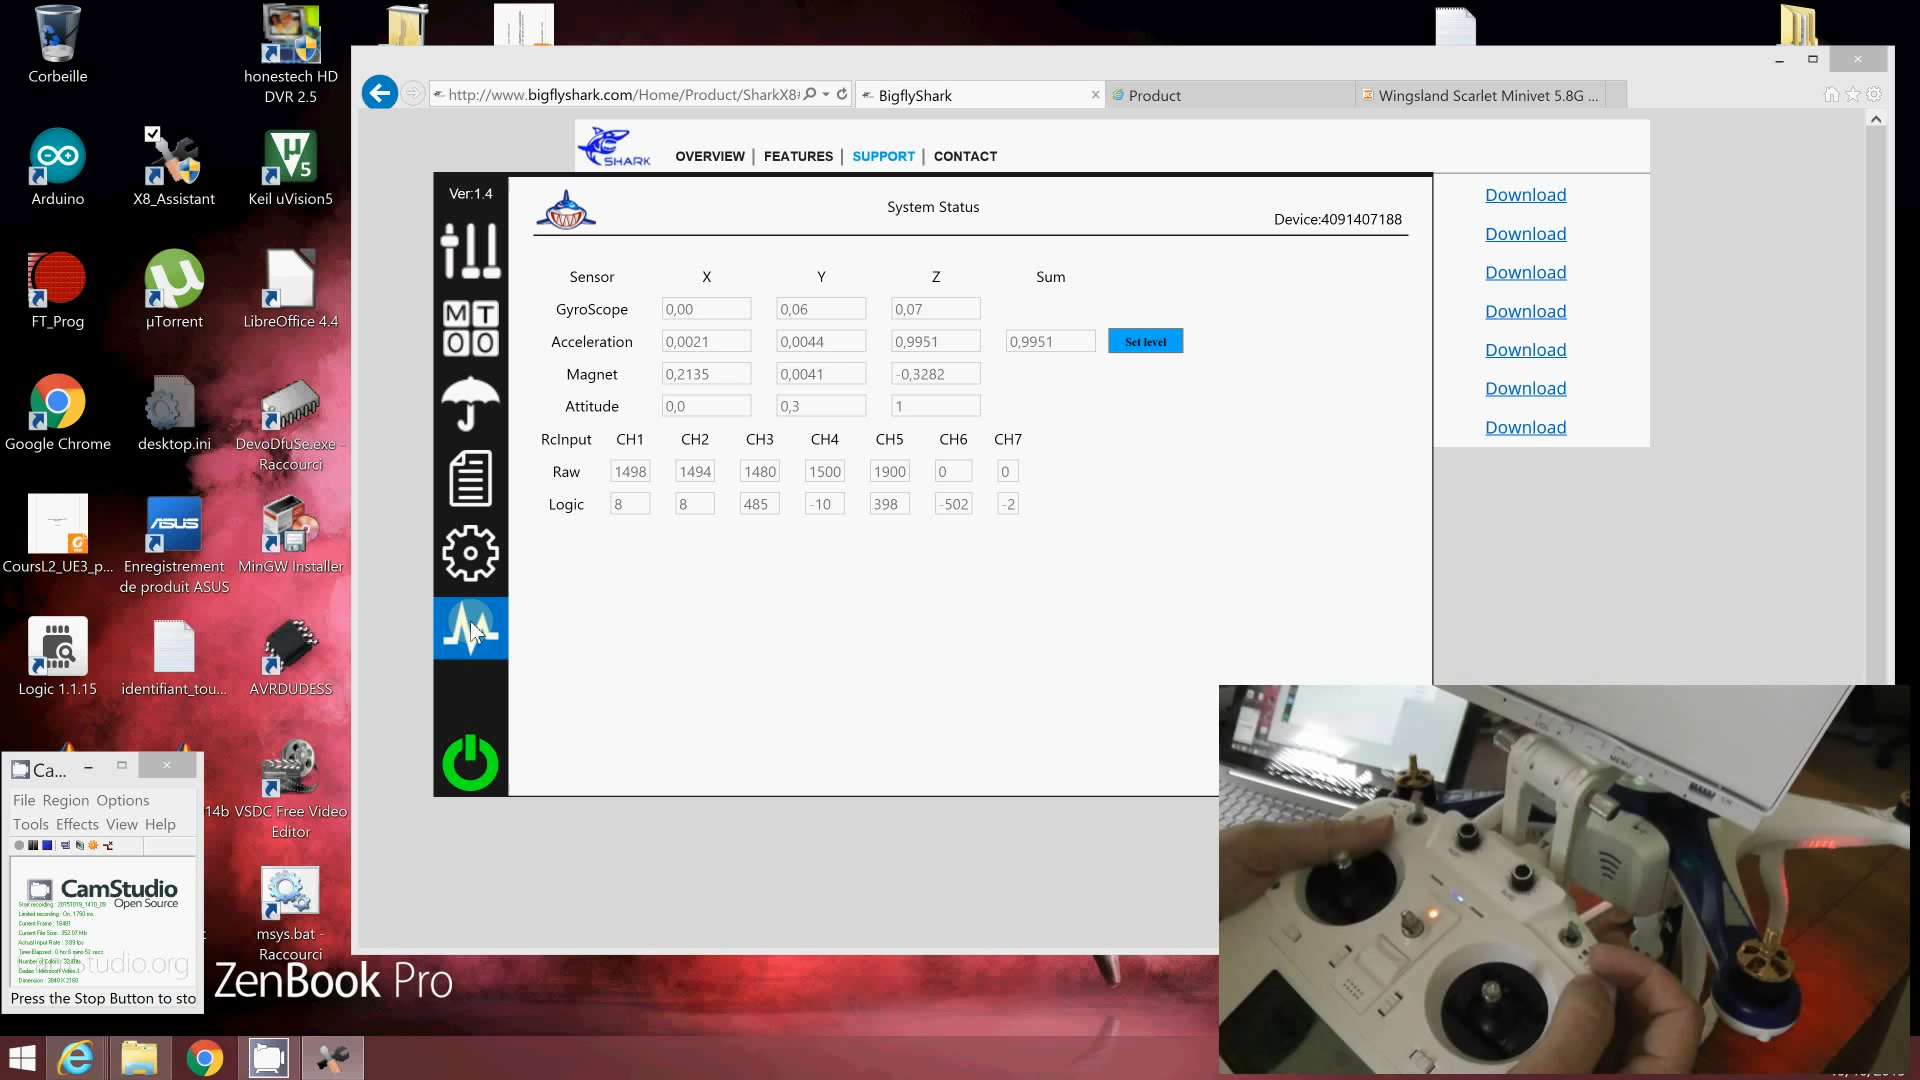 Corbeille
honestech HD
DVR 2.5
Arduino
X8_Assistant
Keil uVision5
FT_Prog
µTorrent
LibreOffice 4.4
Google Chrome
desktop.ini
DevoDfuSe.exe -
Raccourci
CoursL2_UE3_p...
Enregistrement
de produit ASUS
MinGW Installer
Logic 1.1.15
identifiant_tou...
AVRDUDESS
14b
VSDC Free Video
Editor
msys.bat -
Raccourci
http://www.bigflyshark.com/Home/Product/SharkX8
BigflyShark
Product
Wingsland Scarlet Minivet 5.8G ...
SHARK
OVERVIEW | FEATURES | SUPPORT | CONTACT
Ver:1.4
System Status
Device:4091407188
Sensor X Y Z Sum
GyroScope 0,00 0,06 0,07
Acceleration 0,0021 0,0044 0,9951 0,9951 Set level
Magnet 0,2135 0,0041 -0,3282
Attitude 0,0 0,3 1
RcInput CH1 CH2 CH3 CH4 CH5 CH6 CH7
Raw 1498 1494 1480 1500 1900 0 0
Logic 8 8 485 -10 398 -502 -2
MT
OO
Download
Download
Download
Download
Download
Download
Download
Ca...
File Region Options
Tools Effects View Help
CamStudio
Open Source
Press the Stop Button to sto
ZenBook Pro
MENU